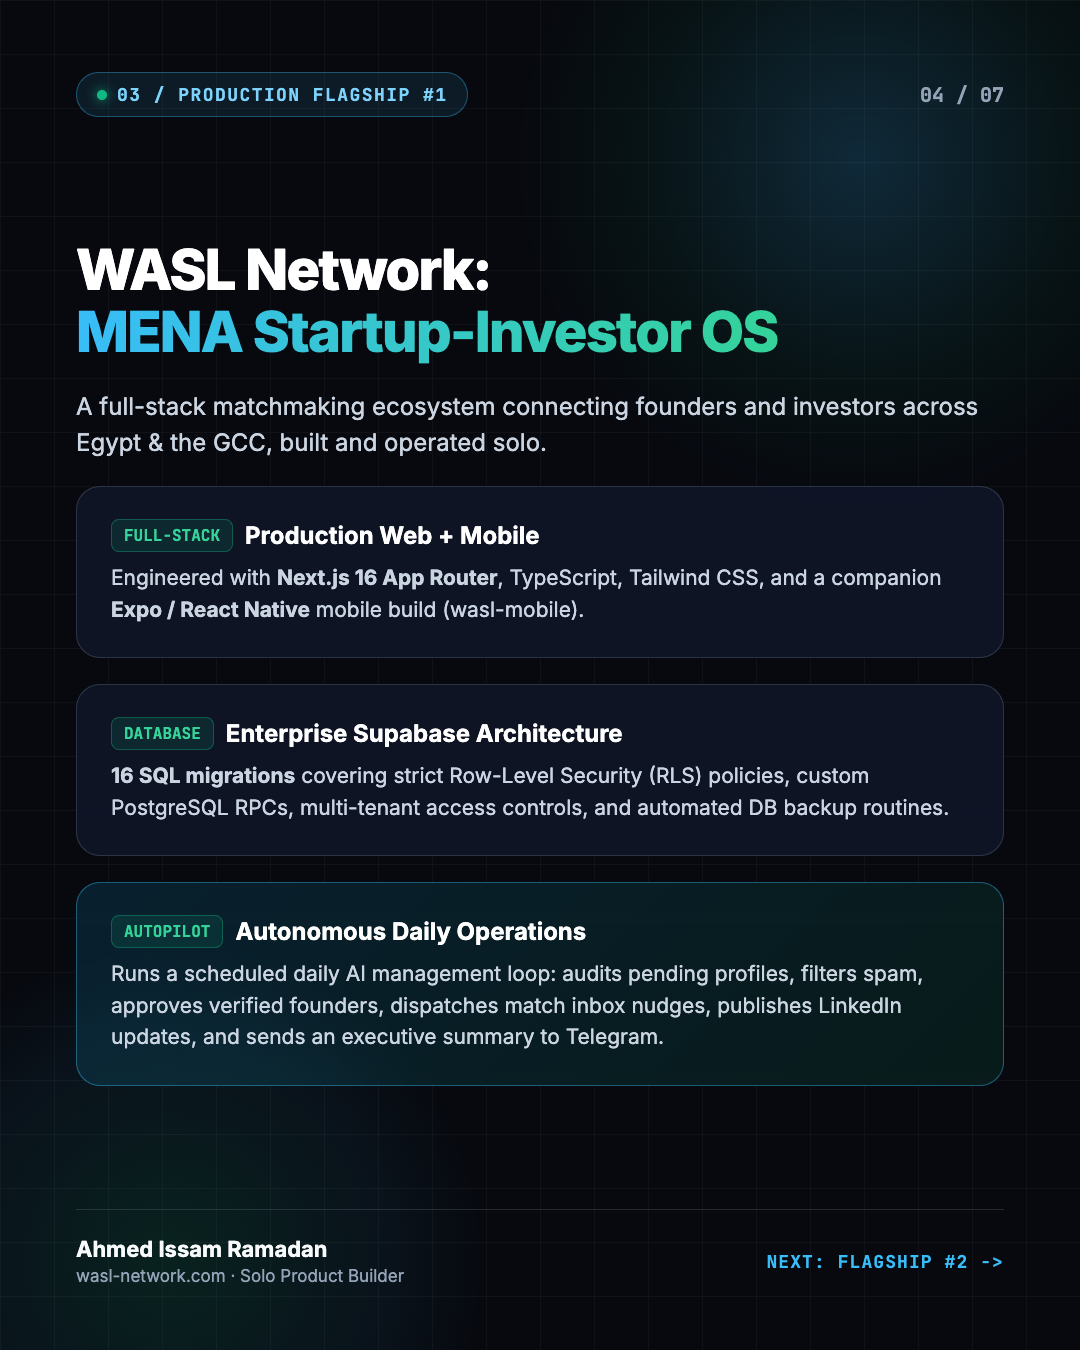 03 / PRODUCTION FLAGSHIP #1
04 / 07
WASL Network:
MENA Startup-Investor OS
A full-stack matchmaking ecosystem connecting founders and investors across
Egypt & the GCC, built and operated solo.
FULL-STACK Production Web + Mobile
Engineered with Next.js 16 App Router, TypeScript, Tailwind CSS, and a companion
Expo / React Native mobile build (wasl-mobile).
DATABASE Enterprise Supabase Architecture
16 SQL migrations covering strict Row-Level Security (RLS) policies, custom
PostgreSQL RPCs, multi-tenant access controls, and automated DB backup routines.
AUTOPILOT Autonomous Daily Operations
Runs a scheduled daily AI management loop: audits pending profiles, filters spam,
approves verified founders, dispatches match inbox nudges, publishes LinkedIn
updates, and sends an executive summary to Telegram.
Ahmed Issam Ramadan
wasl-network.com · Solo Product Builder
NEXT: FLAGSHIP #2 ->